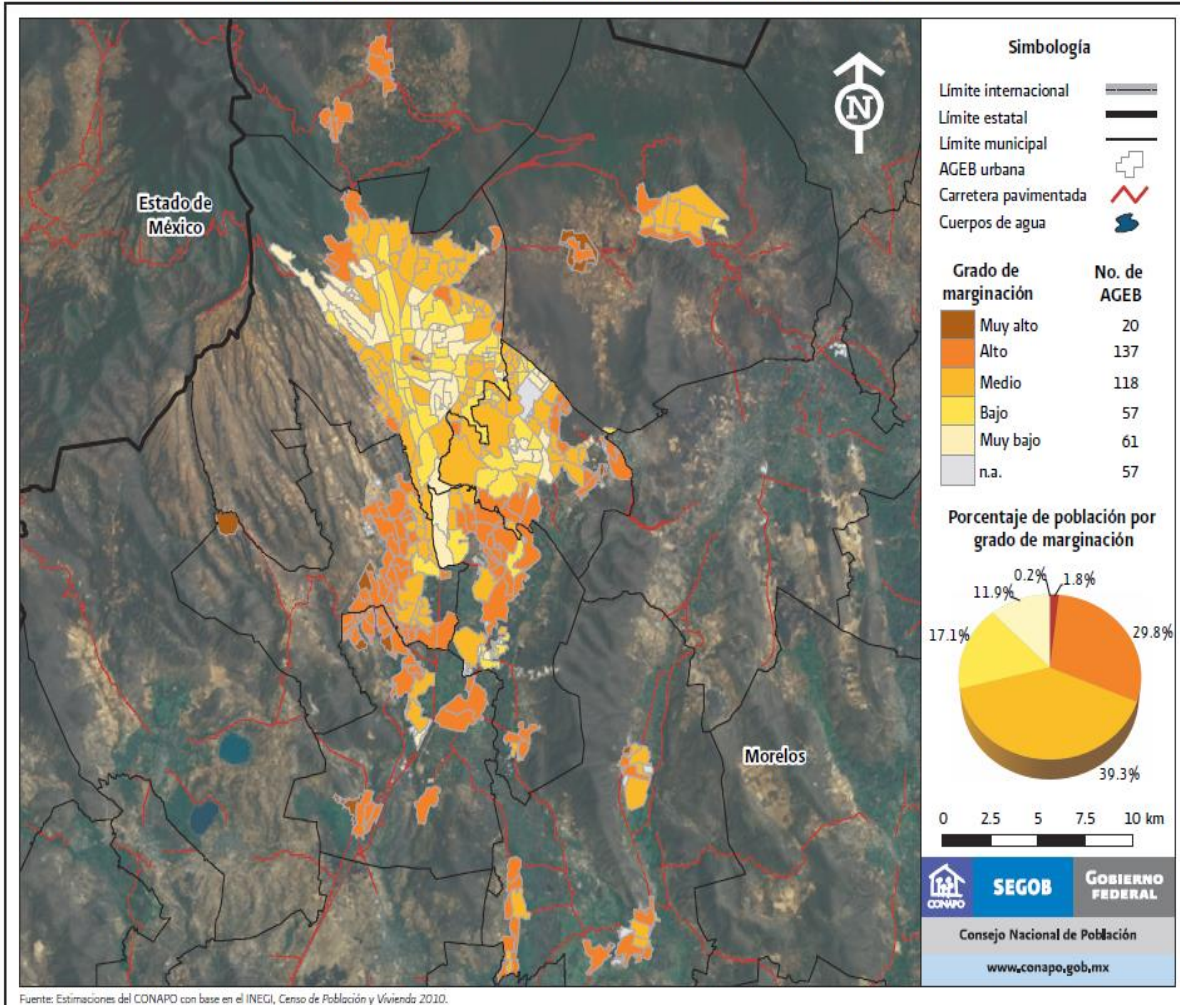 Estado de
México
N
Morelos
Simbología
Límite internacional
Límite estatal
Límite municipal
AGEB urbana
Carretera pavimentada
Cuerpos de agua
Grado de
marginación
No. de
AGEB
Muy alto 20
Alto 137
Medio 118
Bajo 57
Muy bajo 61
n.a. 57
Porcentaje de población por
grado de marginación
0.2%
1.8%
11.9%
17.1%
29.8%
39.3%
0 2.5 5 7.5 10 km
CONAPO
SEGOB
GOBIERNO
FEDERAL
Consejo Nacional de Población
www.conapo.gob.mx
Fuente: Estimaciones del CONAPO con base en el INEGI, Censo de Población y Vivienda 2010.